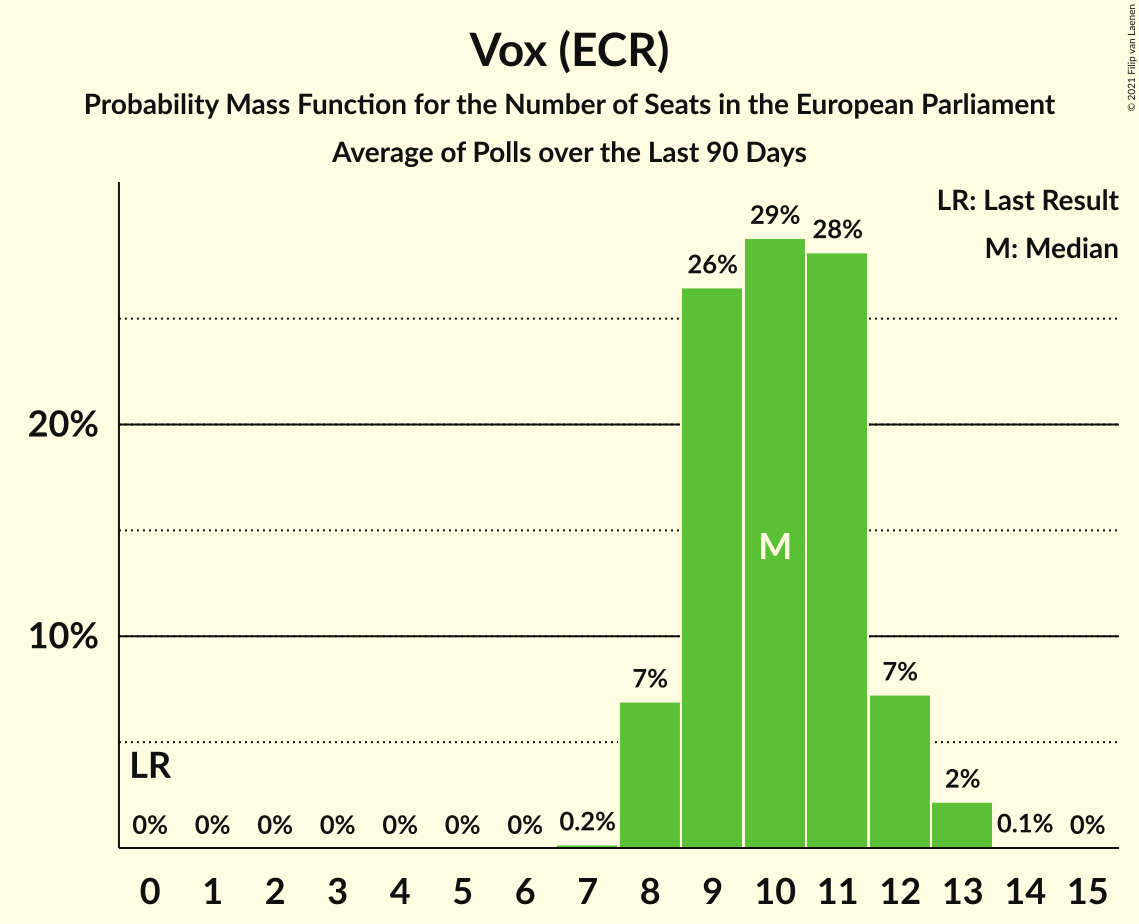 Vox (ECR)
Probability Mass Function for the Number of Seats in the European Parliament
Average of Polls over the Last 90 Days
© 2021 Filip van Laenen
LR: Last Result
M: Median
29%
28%
26%
20%
M
10%
7%
7%
LR
2%
0% 0% 0% 0% 0% 0% 0% 0.2% 0.1% 0%
0 1 2 3 4 5 6 7 8 9 10 11 12 13 14 15